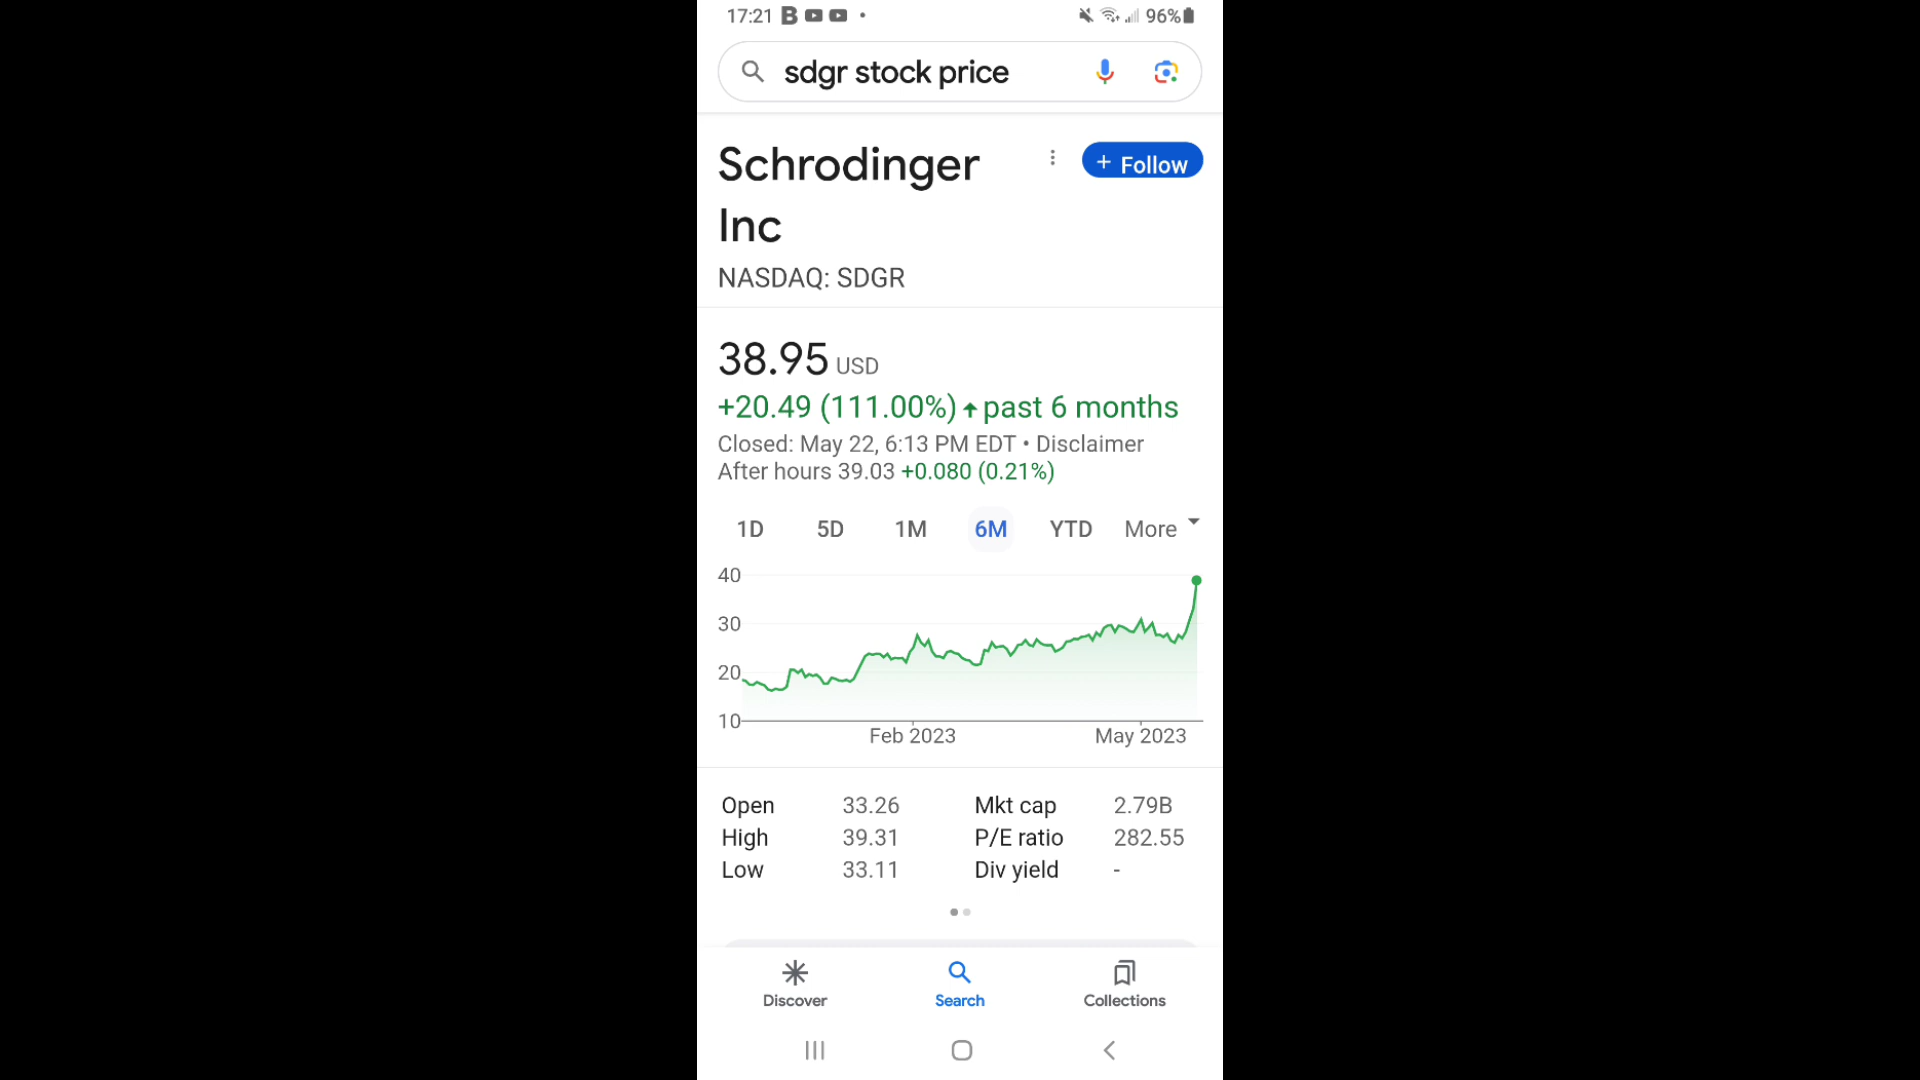 17:21 B 96%
sdgr stock price
Schrodinger
Inc
+ Follow
NASDAQ: SDGR
38.95 USD
+20.49 (111.00%) past 6 months
Closed: May 22, 6:13 PM EDT • Disclaimer
After hours 39.03 +0.080 (0.21%)
1D 5D 1M 6M YTD More
40
30
20
10
Feb 2023 May 2023
Open 33.26 Mkt cap 2.79B
High 39.31 P/E ratio 282.55
Low 33.11 Div yield -
Discover Search Collections